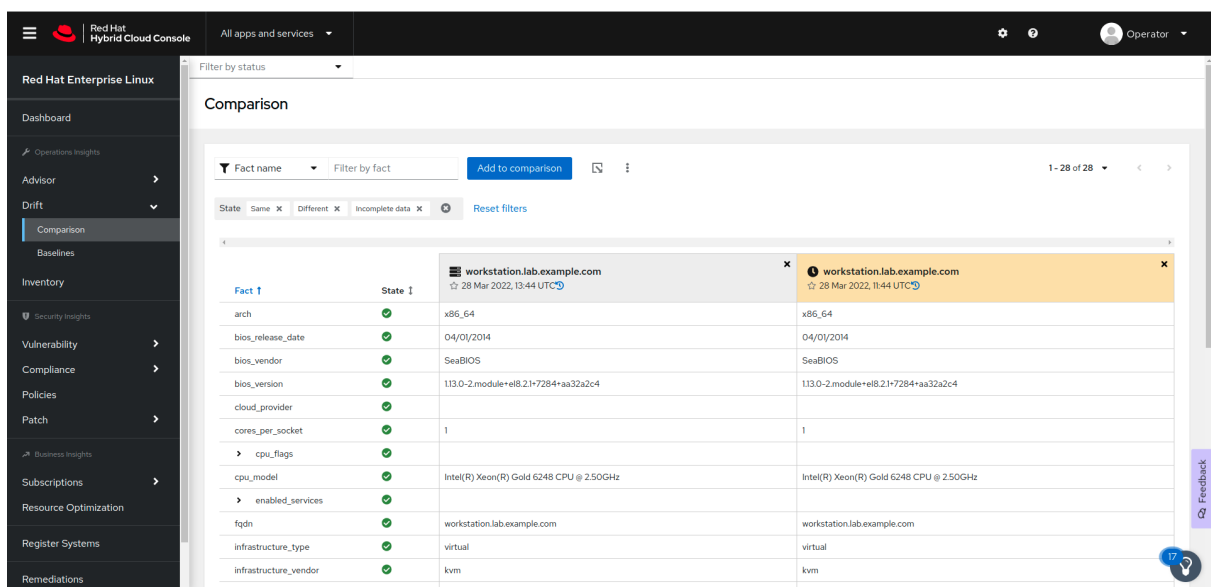 Red Hat
Hybrid Cloud Console
All apps and services
Operator
Red Hat Enterprise Linux
Dashboard
Operations Insights
Advisor
Drift
Comparison
Baselines
Inventory
Security Insights
Vulnerability
Compliance
Policies
Patch
Business Insights
Subscriptions
Resource Optimization
Register Systems
Remediations
Filter by status
Comparison
Fact name Filter by fact Add to comparison 1 - 28 of 28
State Same Different Incomplete data Reset filters
workstation.lab.example.com workstation.lab.example.com
28 Mar 2022, 13:44 UTC 28 Mar 2022, 11:44 UTC
Fact State
arch x86_64 x86_64
bios_release_date 04/01/2014 04/01/2014
bios_vendor SeaBIOS SeaBIOS
bios_version 1.13.0-2.module+el8.2.1+7284+aa32a2c4 1.13.0-2.module+el8.2.1+7284+aa32a2c4
cloud_provider
cores_per_socket 1 1
cpu_flags
cpu_model Intel(R) Xeon(R) Gold 6248 CPU @ 2.50GHz Intel(R) Xeon(R) Gold 6248 CPU @ 2.50GHz
enabled_services
fqdn workstation.lab.example.com workstation.lab.example.com
infrastructure_type virtual virtual
infrastructure_vendor kvm kvm
Feedback
17